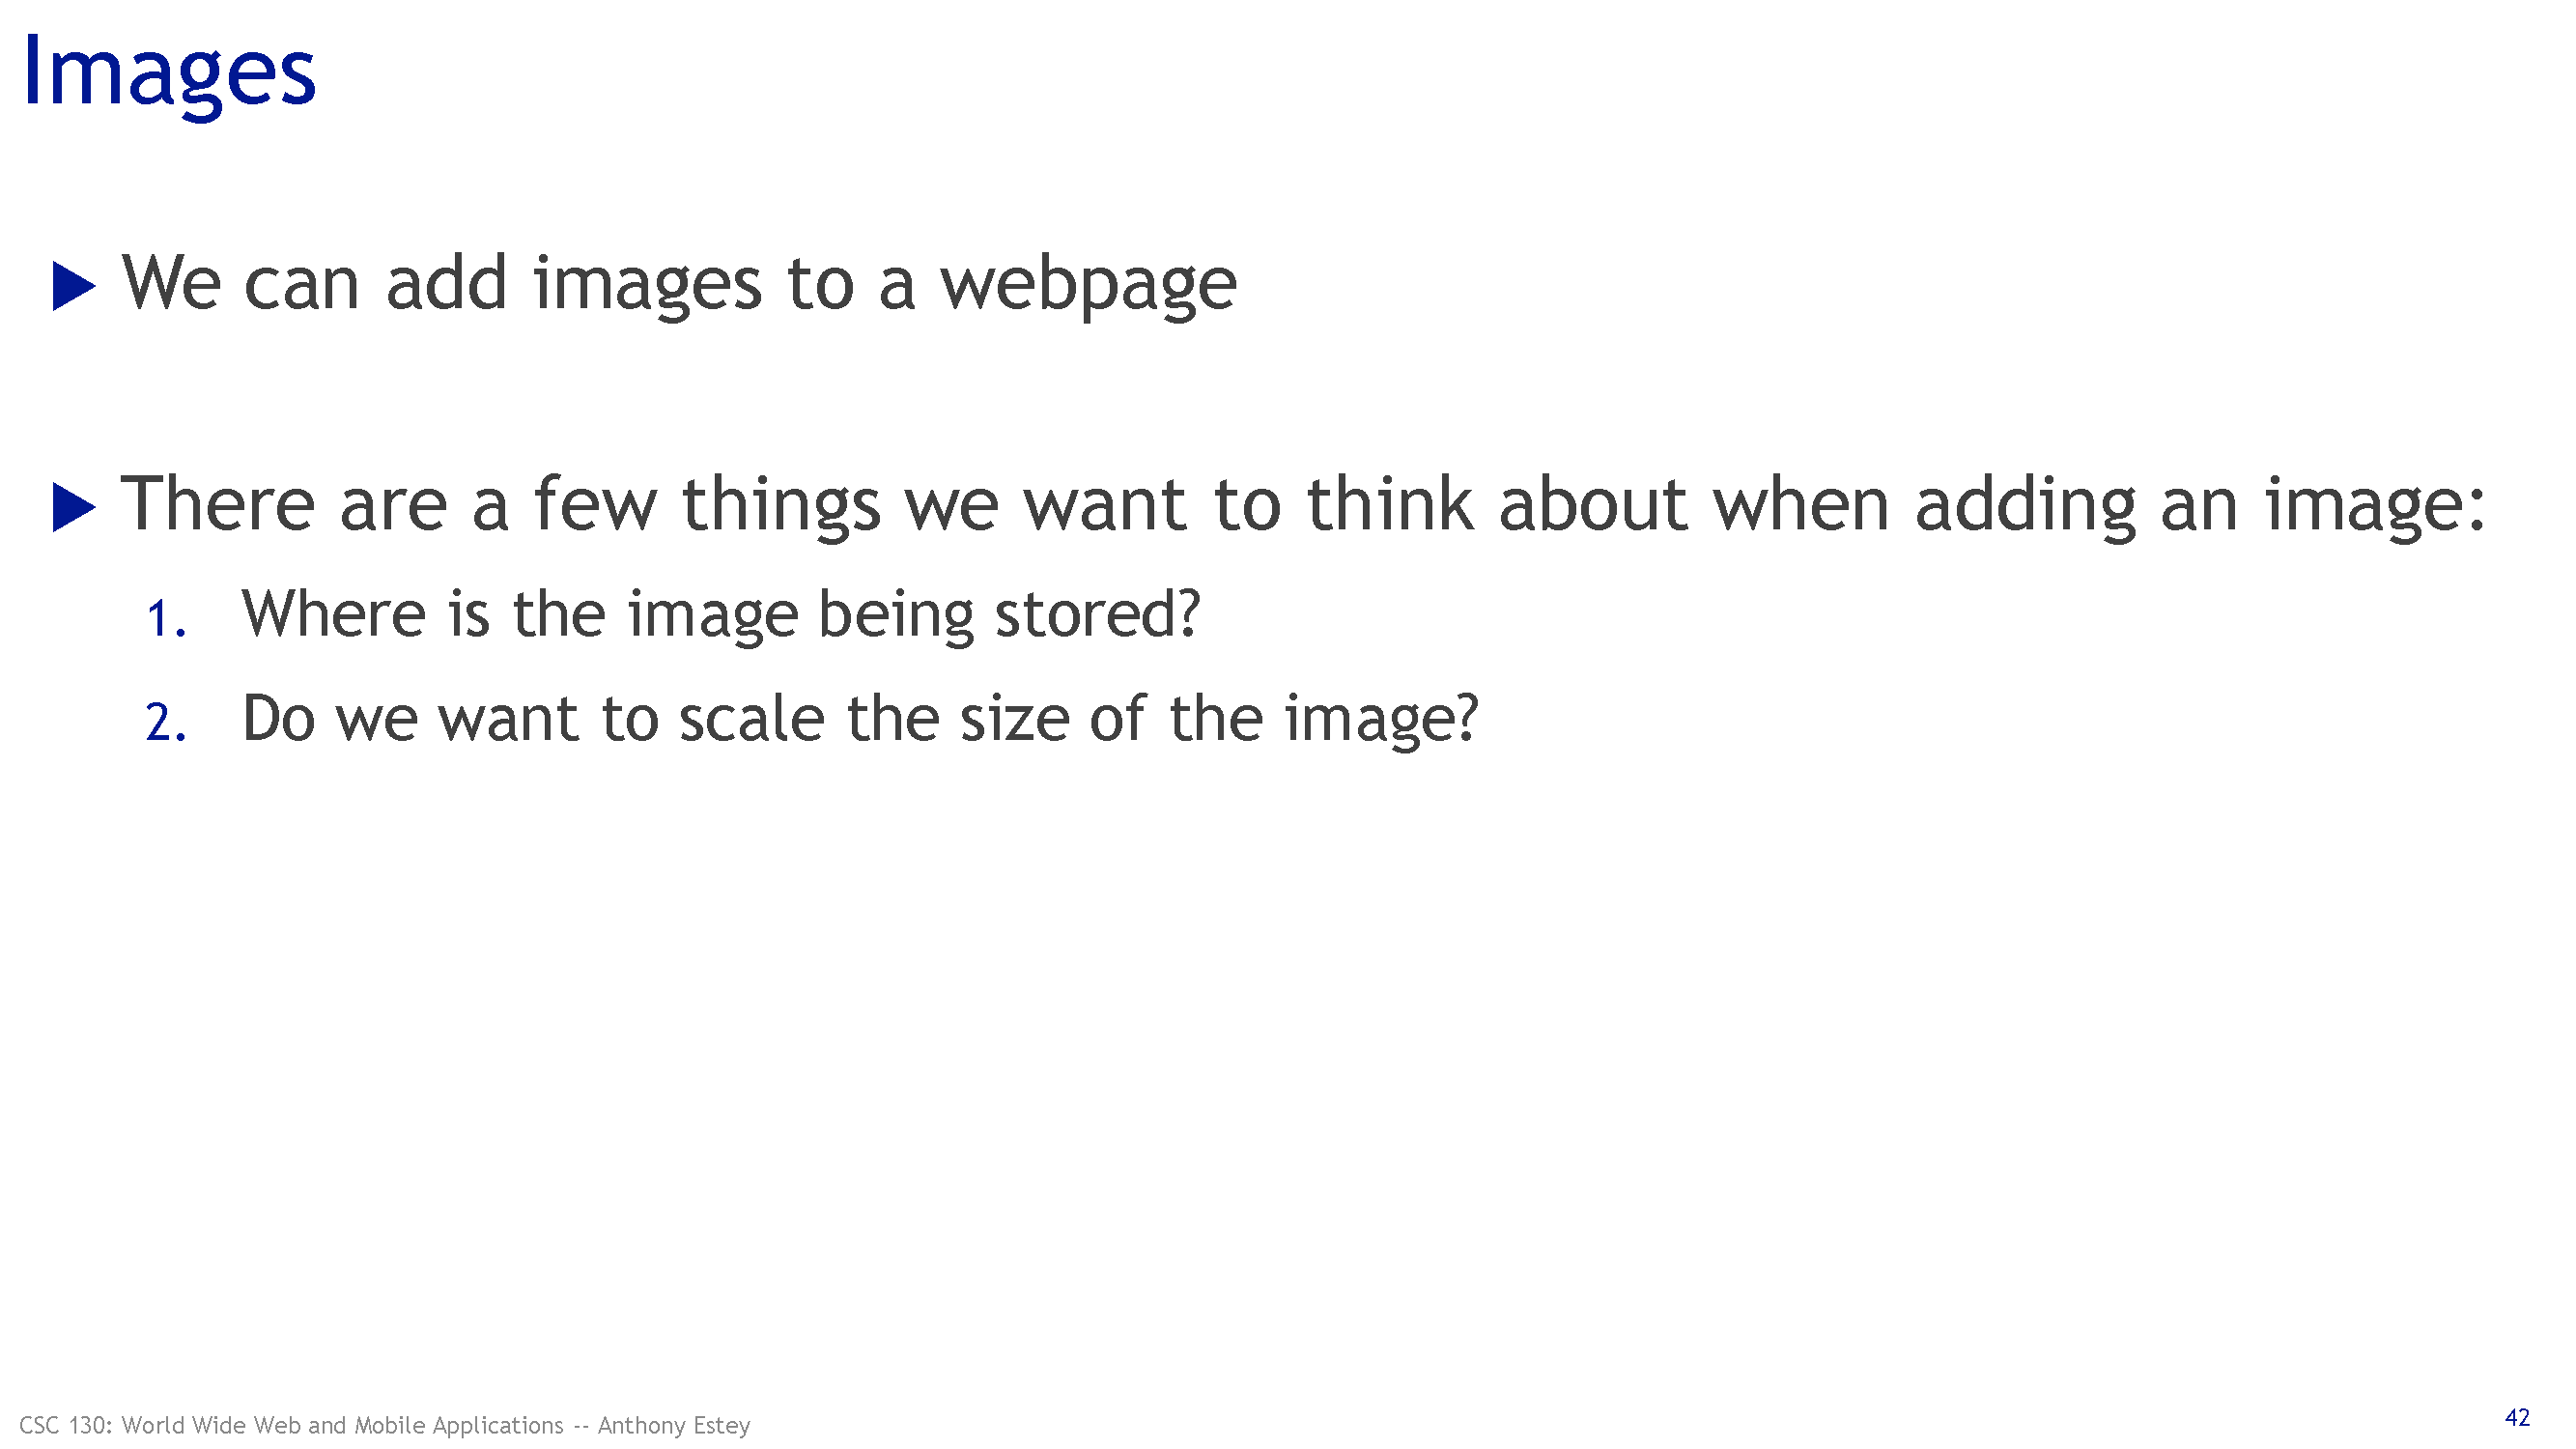 Images
We can add images to a webpage
There are a few things we want to think about when adding an image:
1. Where is the image being stored?
2. Do we want to scale the size of the image?
CSC 130: World Wide Web and Mobile Applications -- Anthony Estey
42